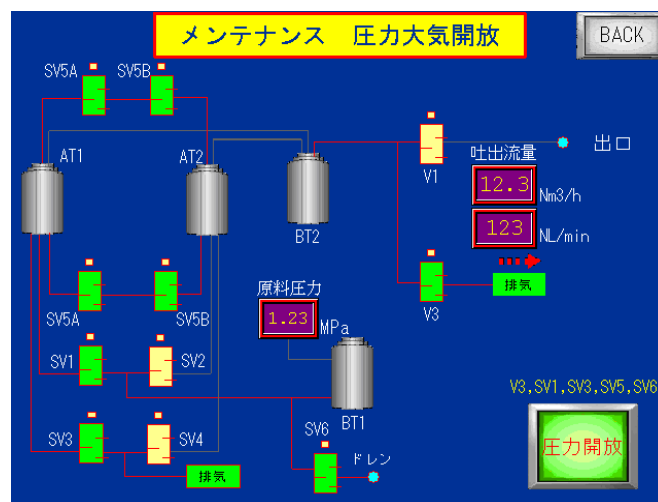 メンテナンス 圧力大気開放
BACK
SV5A
SV5B
AT1
AT2
BT2
V1
出口
吐出流量
12.3 Nm3/h
123 NL/min
排気
V3
SV5A
SV5B
原料圧力
1.23 MPa
SV1
SV2
BT1
V3,SV1,SV3,SV5,SV6
圧力開放
SV3
SV4
SV6
ドレン
排気